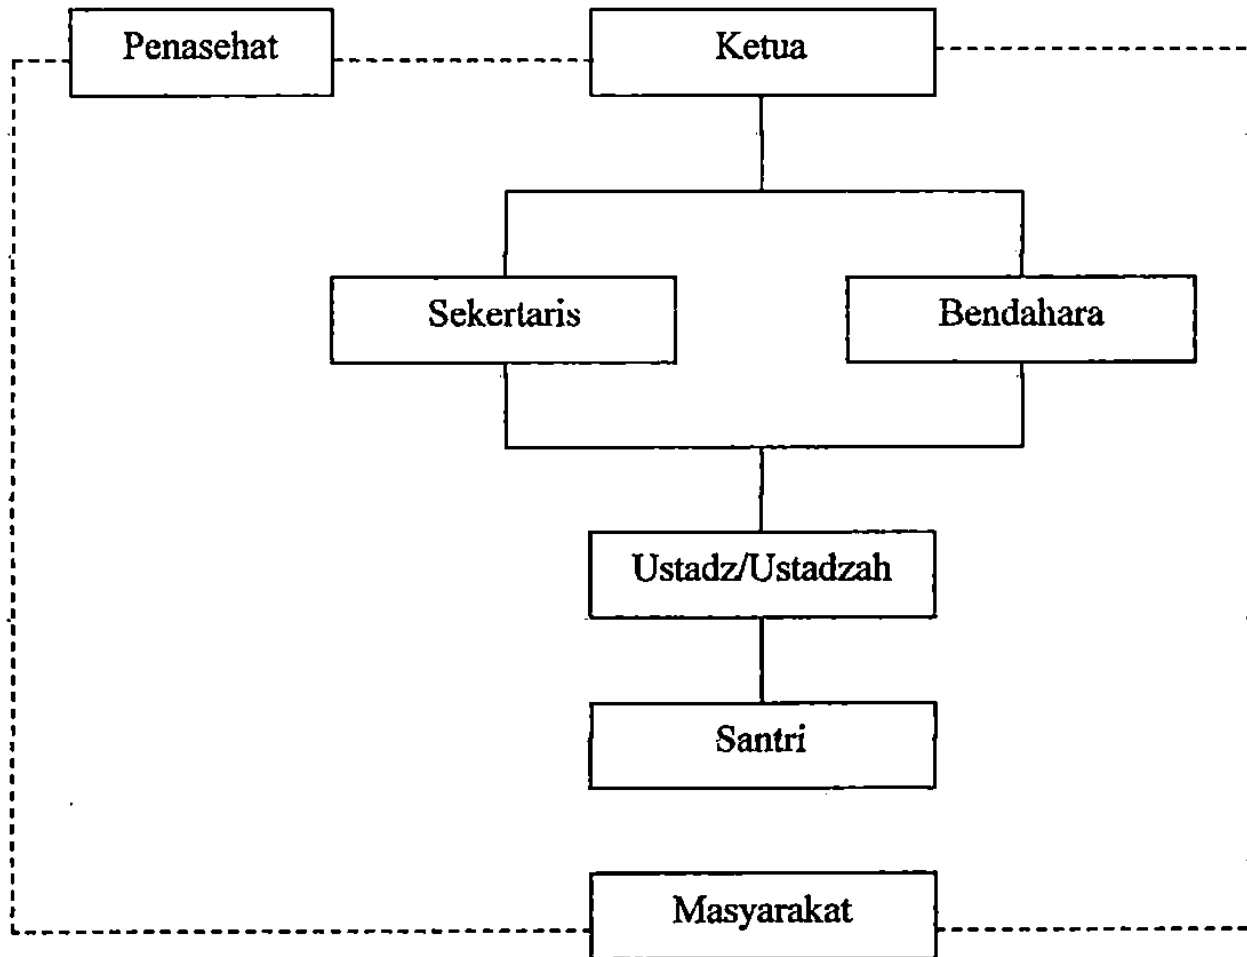 Penasehat
Ketua
Sekertaris
Bendahara
Ustadz/Ustadzah
Santri
Masyarakat